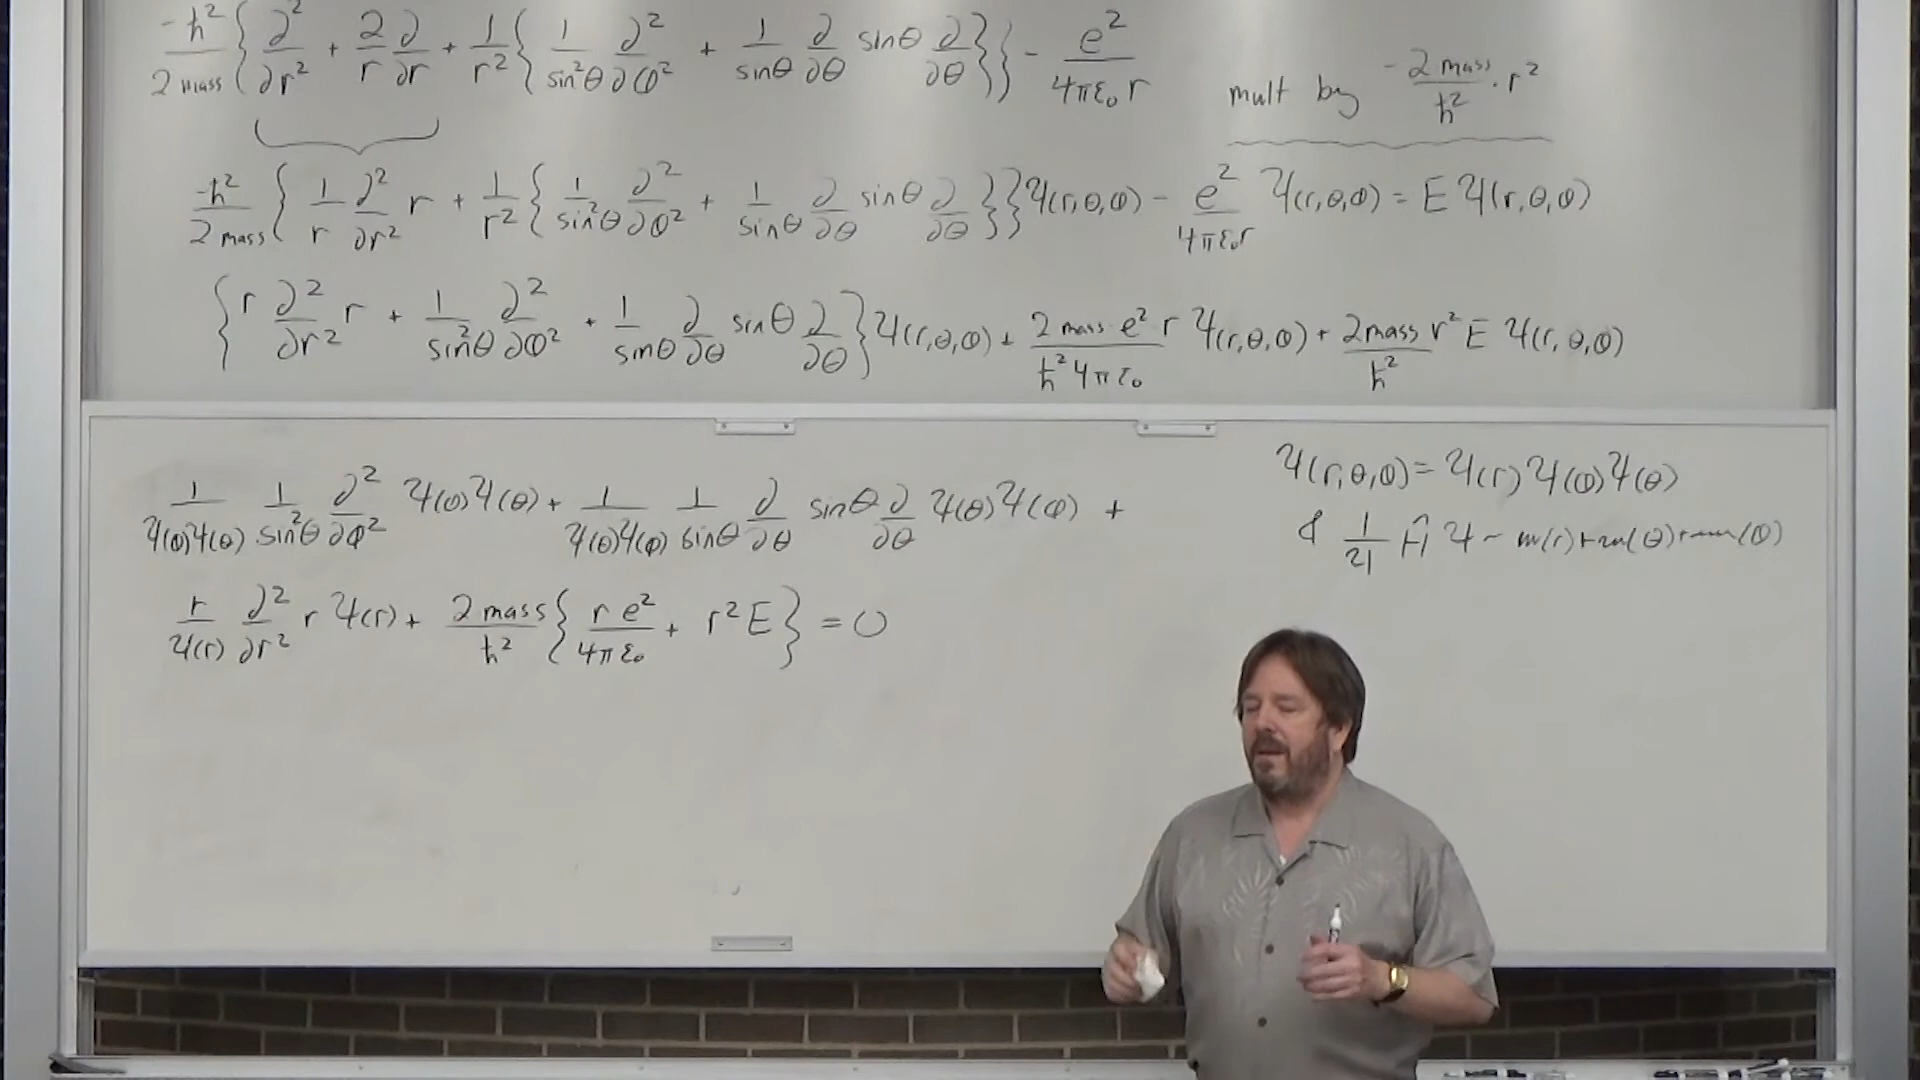 -ħ²/2 mass { ∂²/∂r² + 2/r ∂/∂r + 1/r² { 1/sin²θ ∂²/∂φ² + 1/sinθ ∂/∂θ sinθ ∂/∂θ } } - e²/4πε₀r
mult by -2 mass/ħ² · r²
-ħ²/2 mass { 1/r ∂²/∂r² r + 1/r² { 1/sin²θ ∂²/∂φ² + 1/sinθ ∂/∂θ sinθ ∂/∂θ } } Ψ(r,θ,φ) - e²/4πε₀r Ψ(r,θ,φ) = E Ψ(r,θ,φ)
{ r ∂²/∂r² r + 1/sin²θ ∂²/∂φ² + 1/sinθ ∂/∂θ sinθ ∂/∂θ } Ψ(r,θ,φ) + 2 mass e² r/ħ² 4πε₀ Ψ(r,θ,φ) + 2 mass r²/ħ² E Ψ(r,θ,φ)
1/Ψ(φ)Ψ(θ) 1/sin²θ ∂²/∂φ² Ψ(φ)Ψ(θ) + 1/Ψ(θ)Ψ(φ) 1/sinθ ∂/∂θ sinθ ∂/∂θ Ψ(θ)Ψ(φ) +
r/Ψ(r) ∂²/∂r² r Ψ(r) + 2 mass/ħ² { r e²/4πε₀ + r² E } = 0
Ψ(r,θ,φ) = Ψ(r) Ψ(φ) Ψ(θ)
& 1/Ψ Ĥ Ψ ~